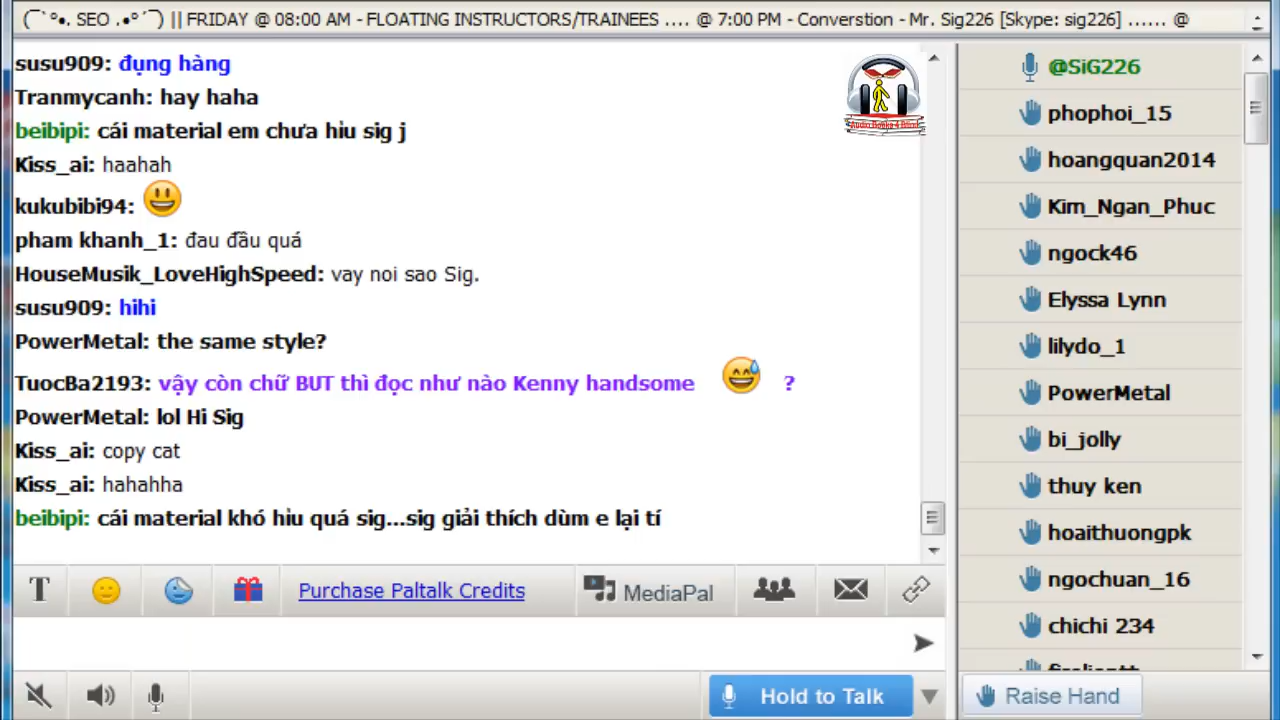 (¯`°•. SEO .•°´¯) || FRIDAY @ 08:00 AM - FLOATING INSTRUCTORS/TRAINEES .... @ 7:00 PM - Converstion - Mr. Sig226 [Skype: sig226] ...... @
susu909: đụng hàng
Tranmycanh: hay haha
beibipi: cái material em chưa hỉu sig j
Kiss_ai: haahah
kukubibi94:
pham khanh_1: đau đầu quá
HouseMusik_LoveHighSpeed: vay noi sao Sig.
susu909: hihi
PowerMetal: the same style?
TuocBa2193: vậy còn chữ BUT thì đọc như nào Kenny handsome ?
PowerMetal: lol Hi Sig
Kiss_ai: copy cat
Kiss_ai: hahahha
beibipi: cái material khó hỉu quá sig...sig giải thích dùm e lại tí
T Purchase Paltalk Credits MediaPal
Hold to Talk
@SiG226
phophoi_15
hoangquan2014
Kim_Ngan_Phuc
ngock46
Elyssa Lynn
lilydo_1
PowerMetal
bi_jolly
thuy ken
hoaithuongpk
ngochuan_16
chichi 234
Raise Hand